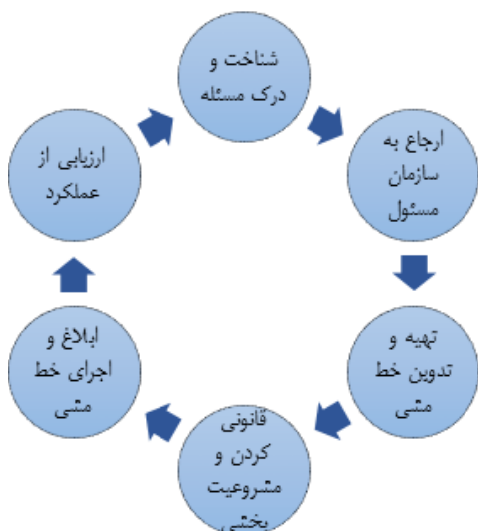 شناخت و
درک مسئله
ارجاع به
سازمان
مسئول
تهیه و
تدوین خط
مشی
قانونی
کردن و
مشروعیت
بخشی
ابلاغ و
اجرای خط
مشی
ارزیابی از
عملکرد